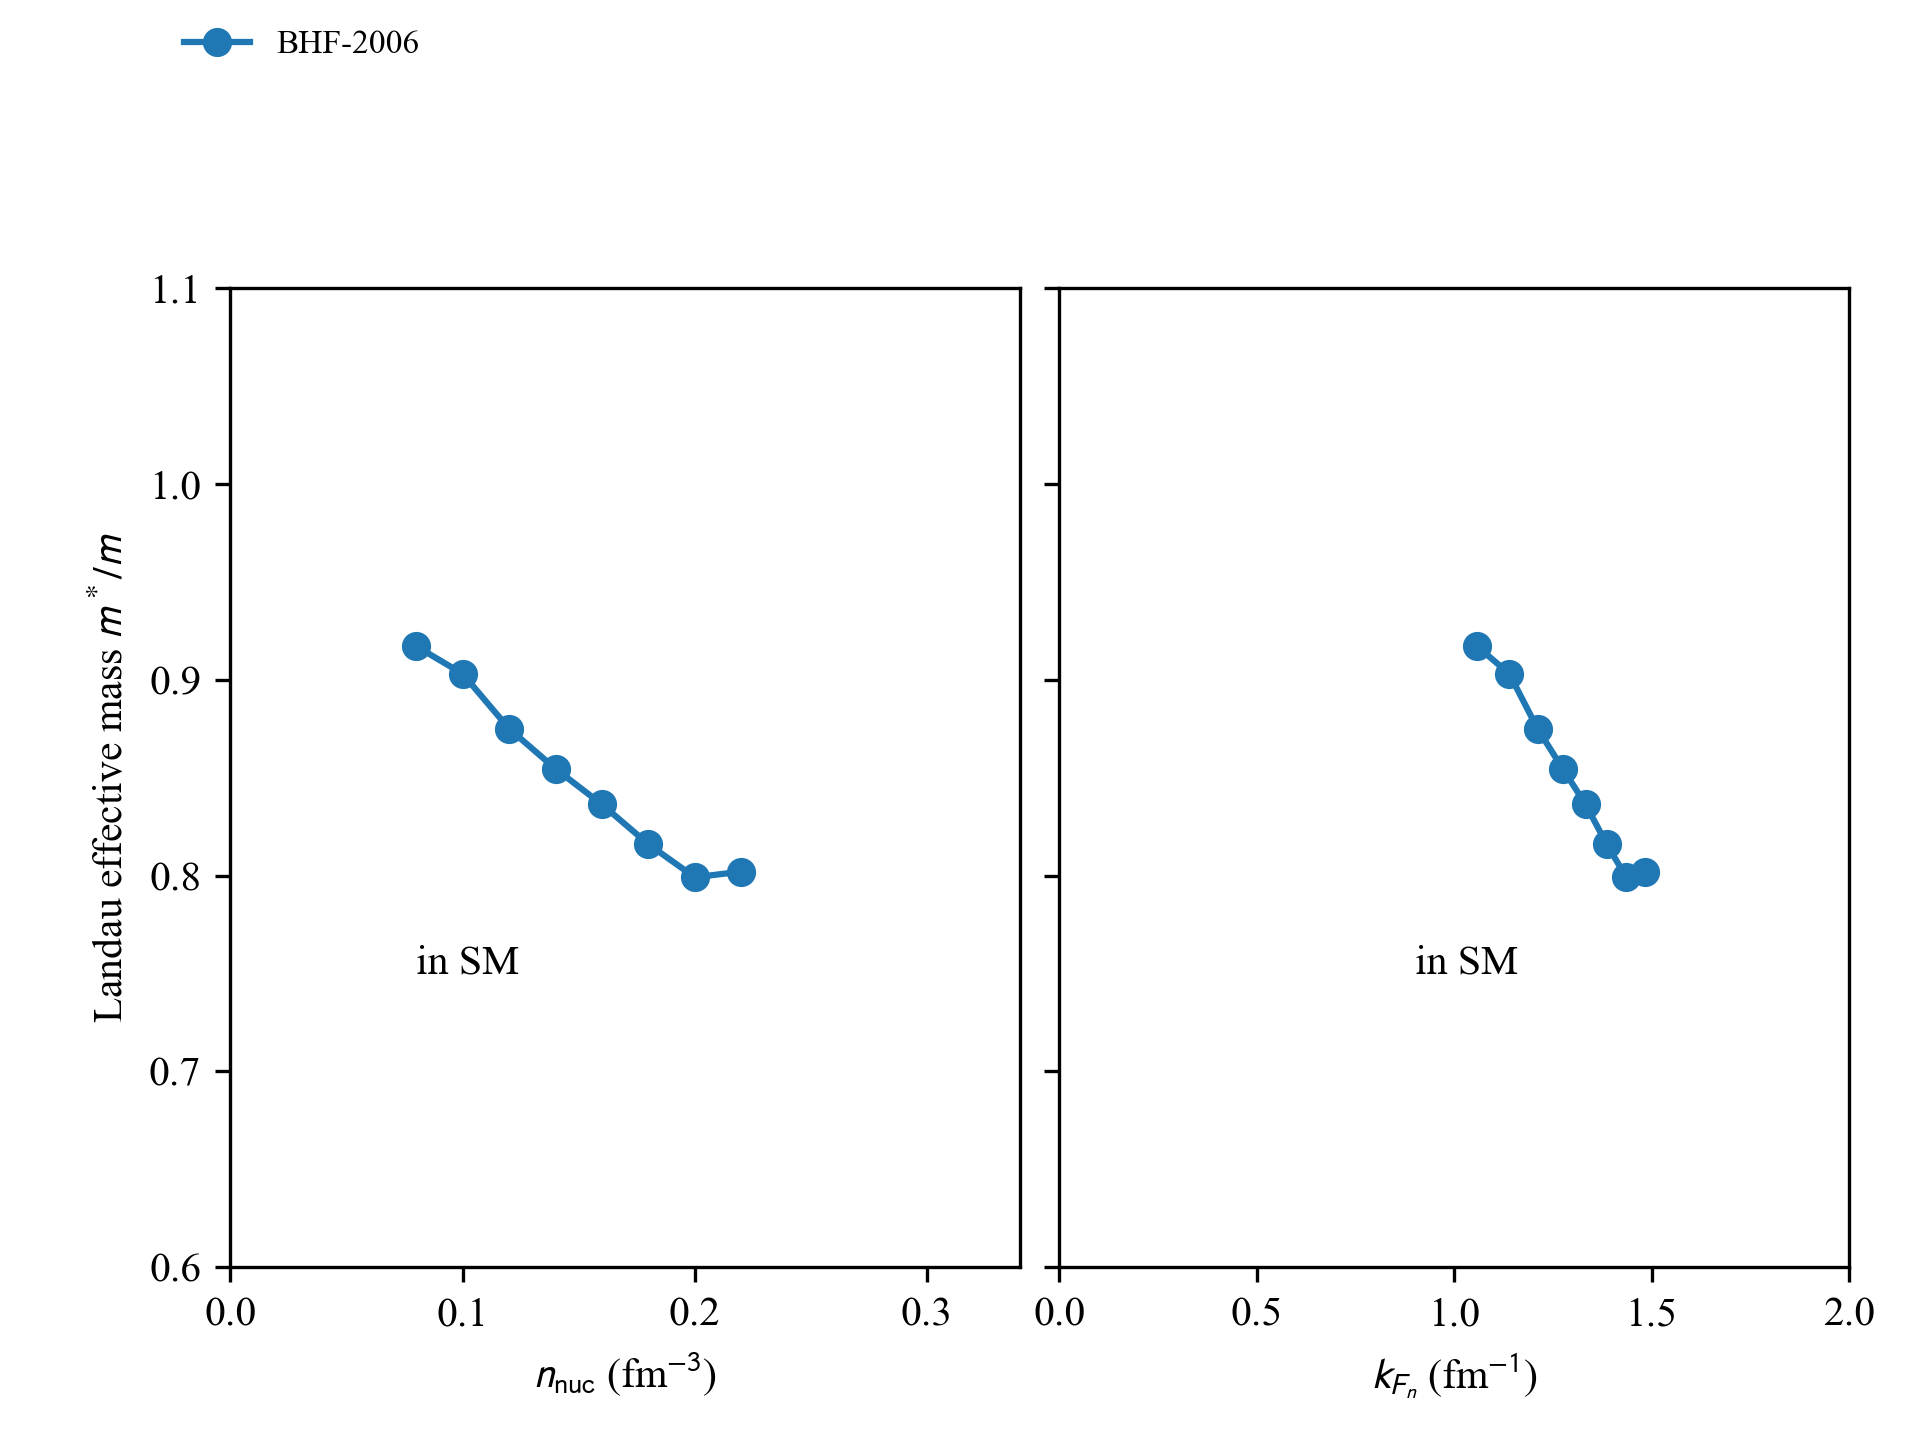 BHF-2006
1.1
1.0
0.9
0.8
0.7
0.6
Landau effective mass m*/m
in SM
in SM
0.0 0.1 0.2 0.3
0.0 0.5 1.0 1.5 2.0
n_nuc (fm⁻³)
k_{F_n} (fm⁻¹)